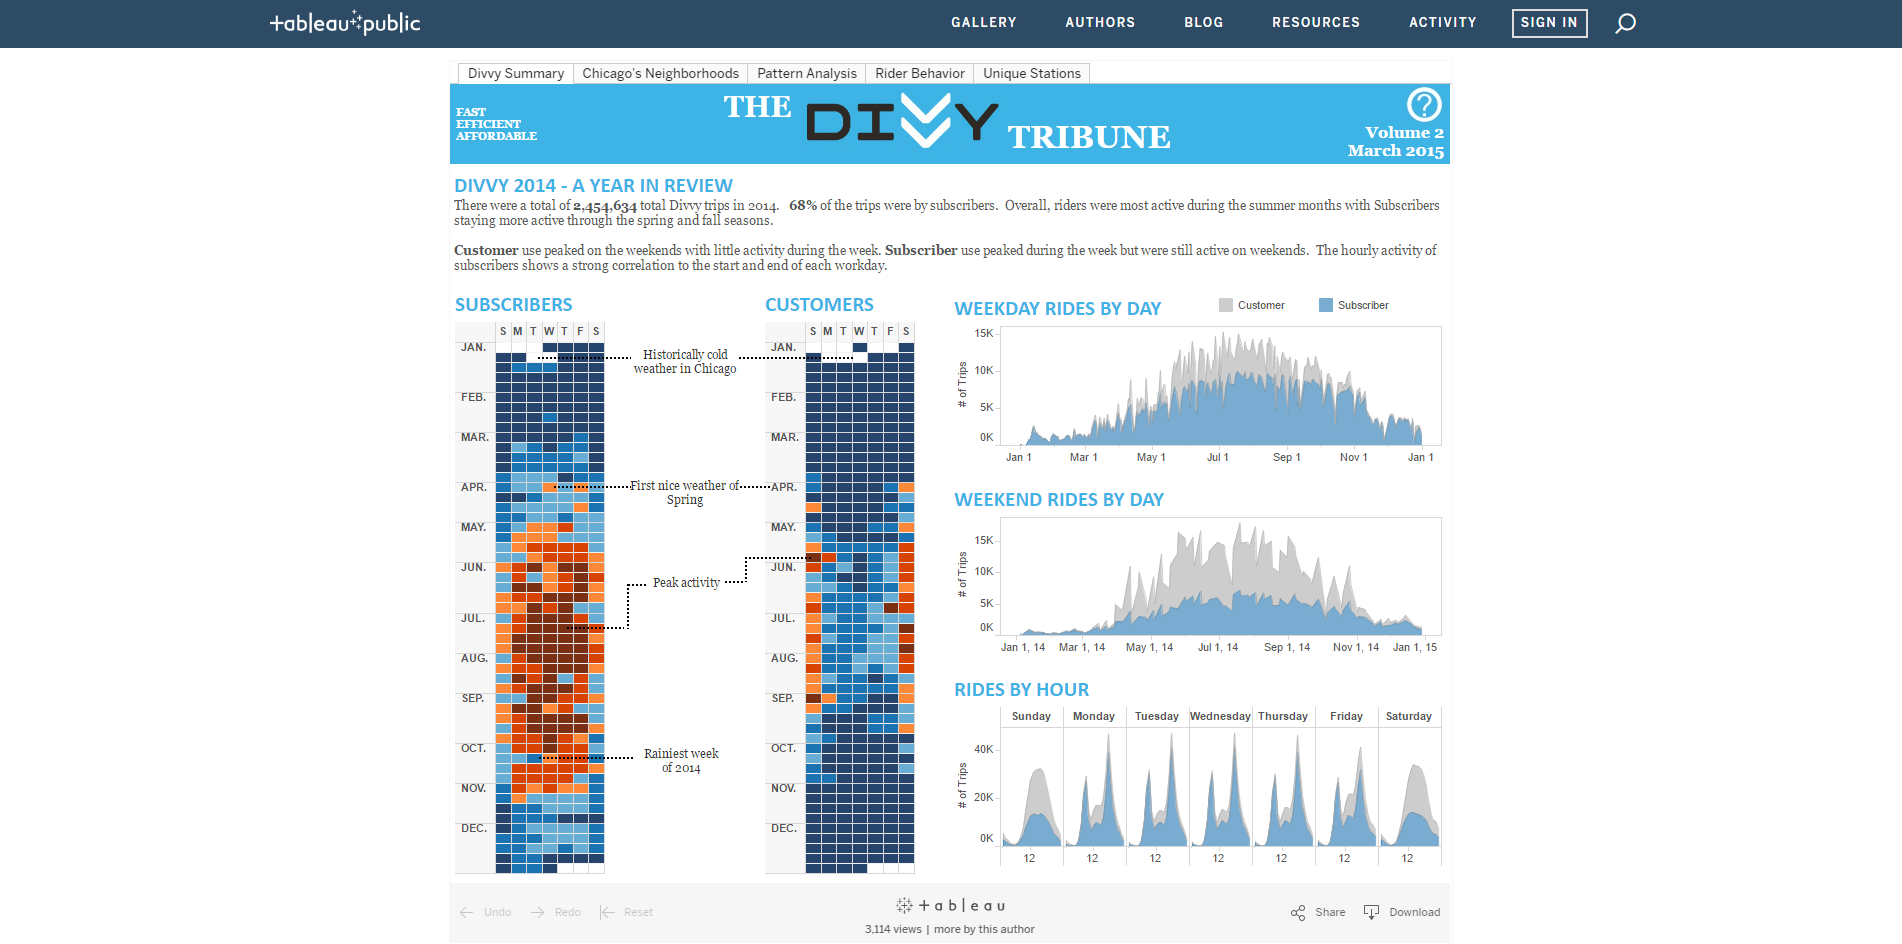 +ableau public
GALLERY AUTHORS BLOG RESOURCES ACTIVITY SIGN IN
Divvy Summary Chicago's Neighborhoods Pattern Analysis Rider Behavior Unique Stations
FAST
EFFICIENT
AFFORDABLE
THE DIVVY TRIBUNE
?
Volume 2
March 2015
DIVVY 2014 - A YEAR IN REVIEW
There were a total of 2,454,634 total Divvy trips in 2014. 68% of the trips were by subscribers. Overall, riders were most active during the summer months with Subscribers
staying more active through the spring and fall seasons.
Customer use peaked on the weekends with little activity during the week. Subscriber use peaked during the week but were still active on weekends. The hourly activity of
subscribers shows a strong correlation to the start and end of each workday.
SUBSCRIBERS
S M T W T F S
JAN.
FEB.
MAR.
APR.
MAY.
JUN.
JUL.
AUG.
SEP.
OCT.
NOV.
DEC.
Historically cold
weather in Chicago
First nice weather of
Spring
Peak activity
Rainiest week
of 2014
CUSTOMERS
S M T W T F S
JAN.
FEB.
MAR.
APR.
MAY.
JUN.
JUL.
AUG.
SEP.
OCT.
NOV.
DEC.
WEEKDAY RIDES BY DAY
Customer Subscriber
# of Trips
15K
10K
5K
0K
Jan 1 Mar 1 May 1 Jul 1 Sep 1 Nov 1 Jan 1
WEEKEND RIDES BY DAY
# of Trips
15K
10K
5K
0K
Jan 1, 14 Mar 1, 14 May 1, 14 Jul 1, 14 Sep 1, 14 Nov 1, 14 Jan 1, 15
RIDES BY HOUR
Sunday Monday Tuesday Wednesday Thursday Friday Saturday
# of Trips
40K
20K
0K
12 12 12 12 12 12 12
Undo Redo Reset
+ableau
3,114 views | more by this author
Share Download